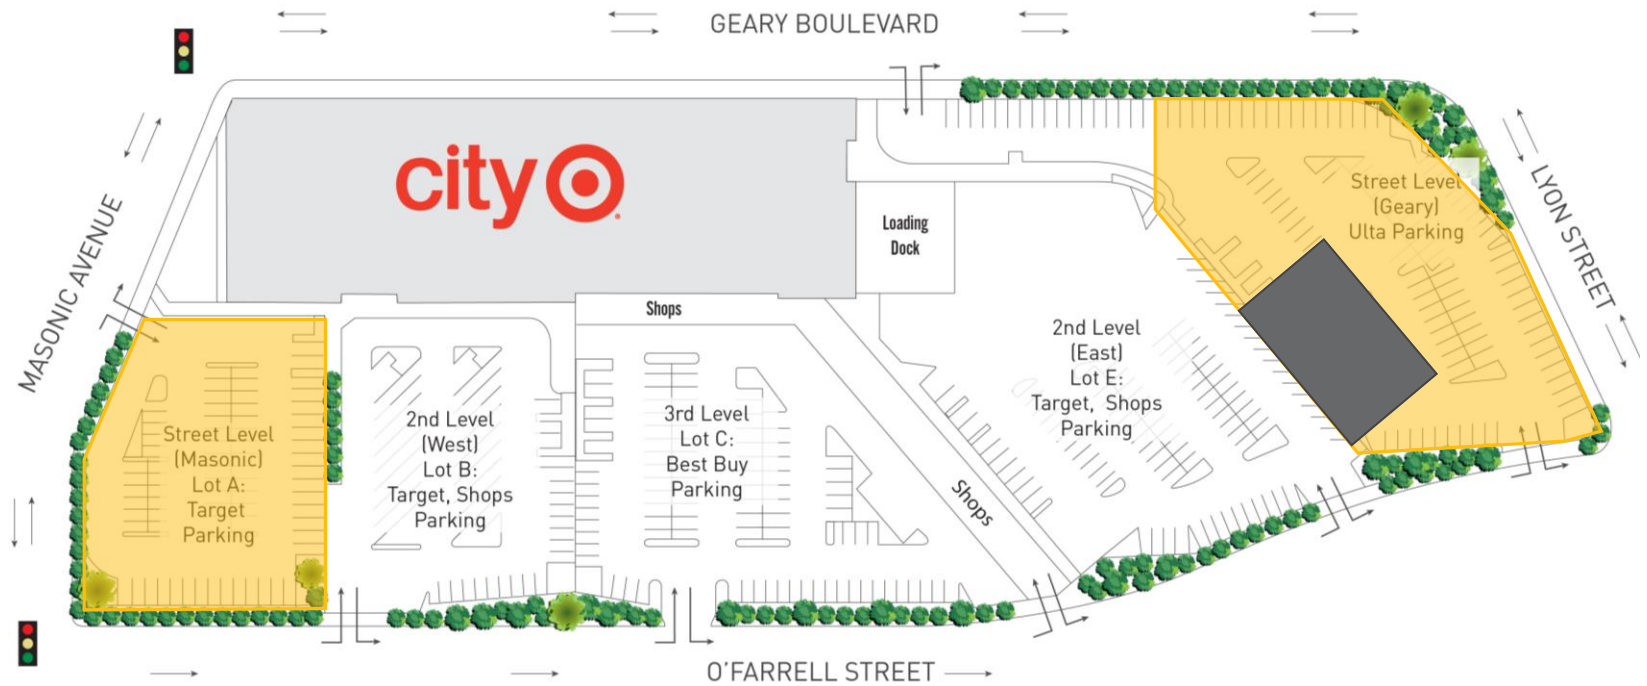 GEARY BOULEVARD
MASONIC AVENUE
city
LYON STREET
Loading
Dock
Shops
Street Level
(Geary)
Ulta Parking
2nd Level
(East)
Lot E:
Target, Shops
Parking
Street Level
(Masonic)
Lot A:
Target
Parking
2nd Level
(West)
Lot B:
Target, Shops
Parking
3rd Level
Lot C:
Best Buy
Parking
Shops
O'FARRELL STREET